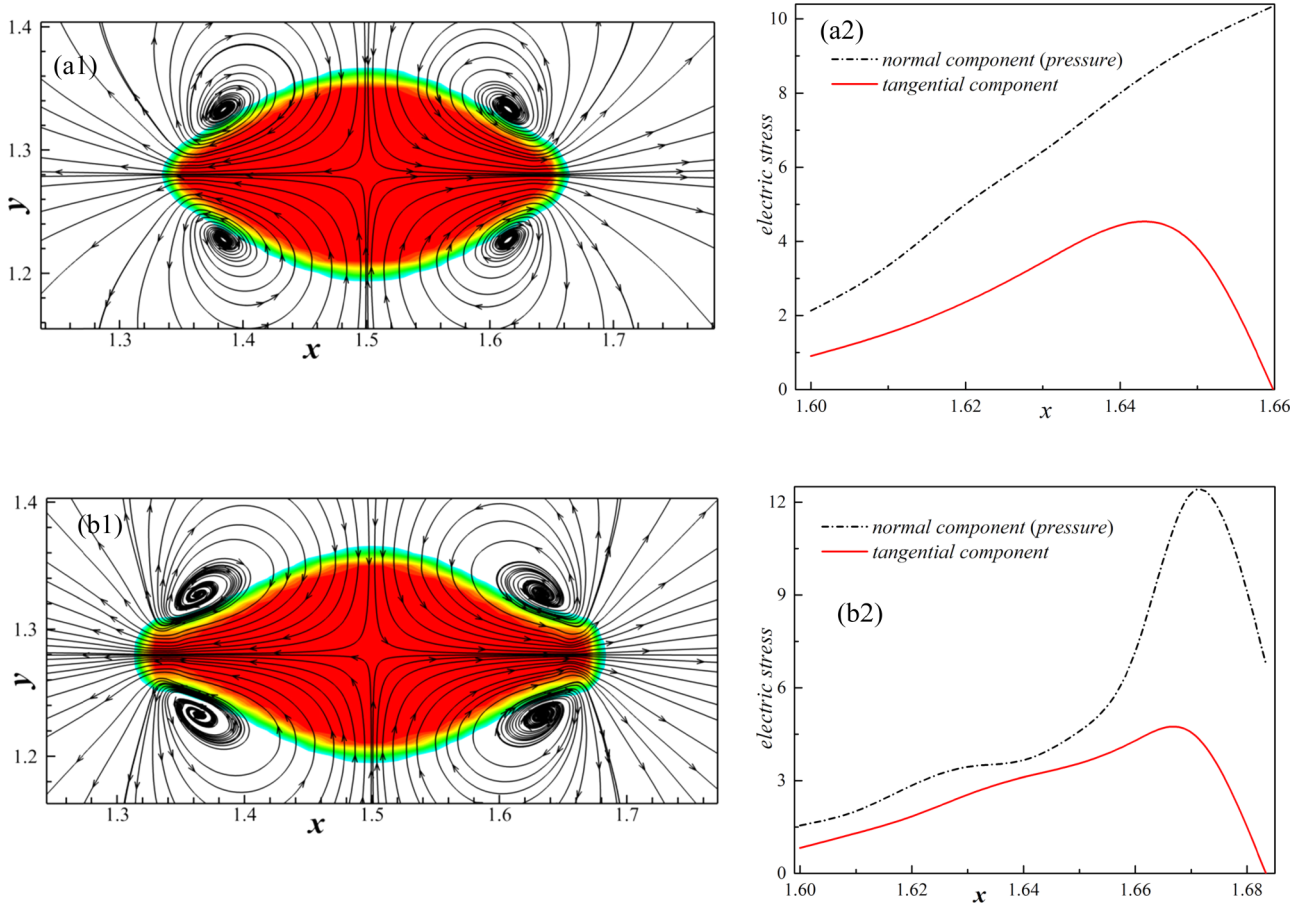 (a1)
1.4
1.3
1.2
y
1.3
1.4
1.5
1.6
1.7
x
(a2)
normal component (pressure)
tangential component
electric stress
10
8
6
4
2
0
1.60
1.62
1.64
1.66
x
(b1)
1.4
1.3
1.2
y
1.3
1.4
1.5
1.6
1.7
x
(b2)
normal component (pressure)
tangential component
electric stress
12
9
6
3
0
1.60
1.62
1.64
1.66
1.68
x